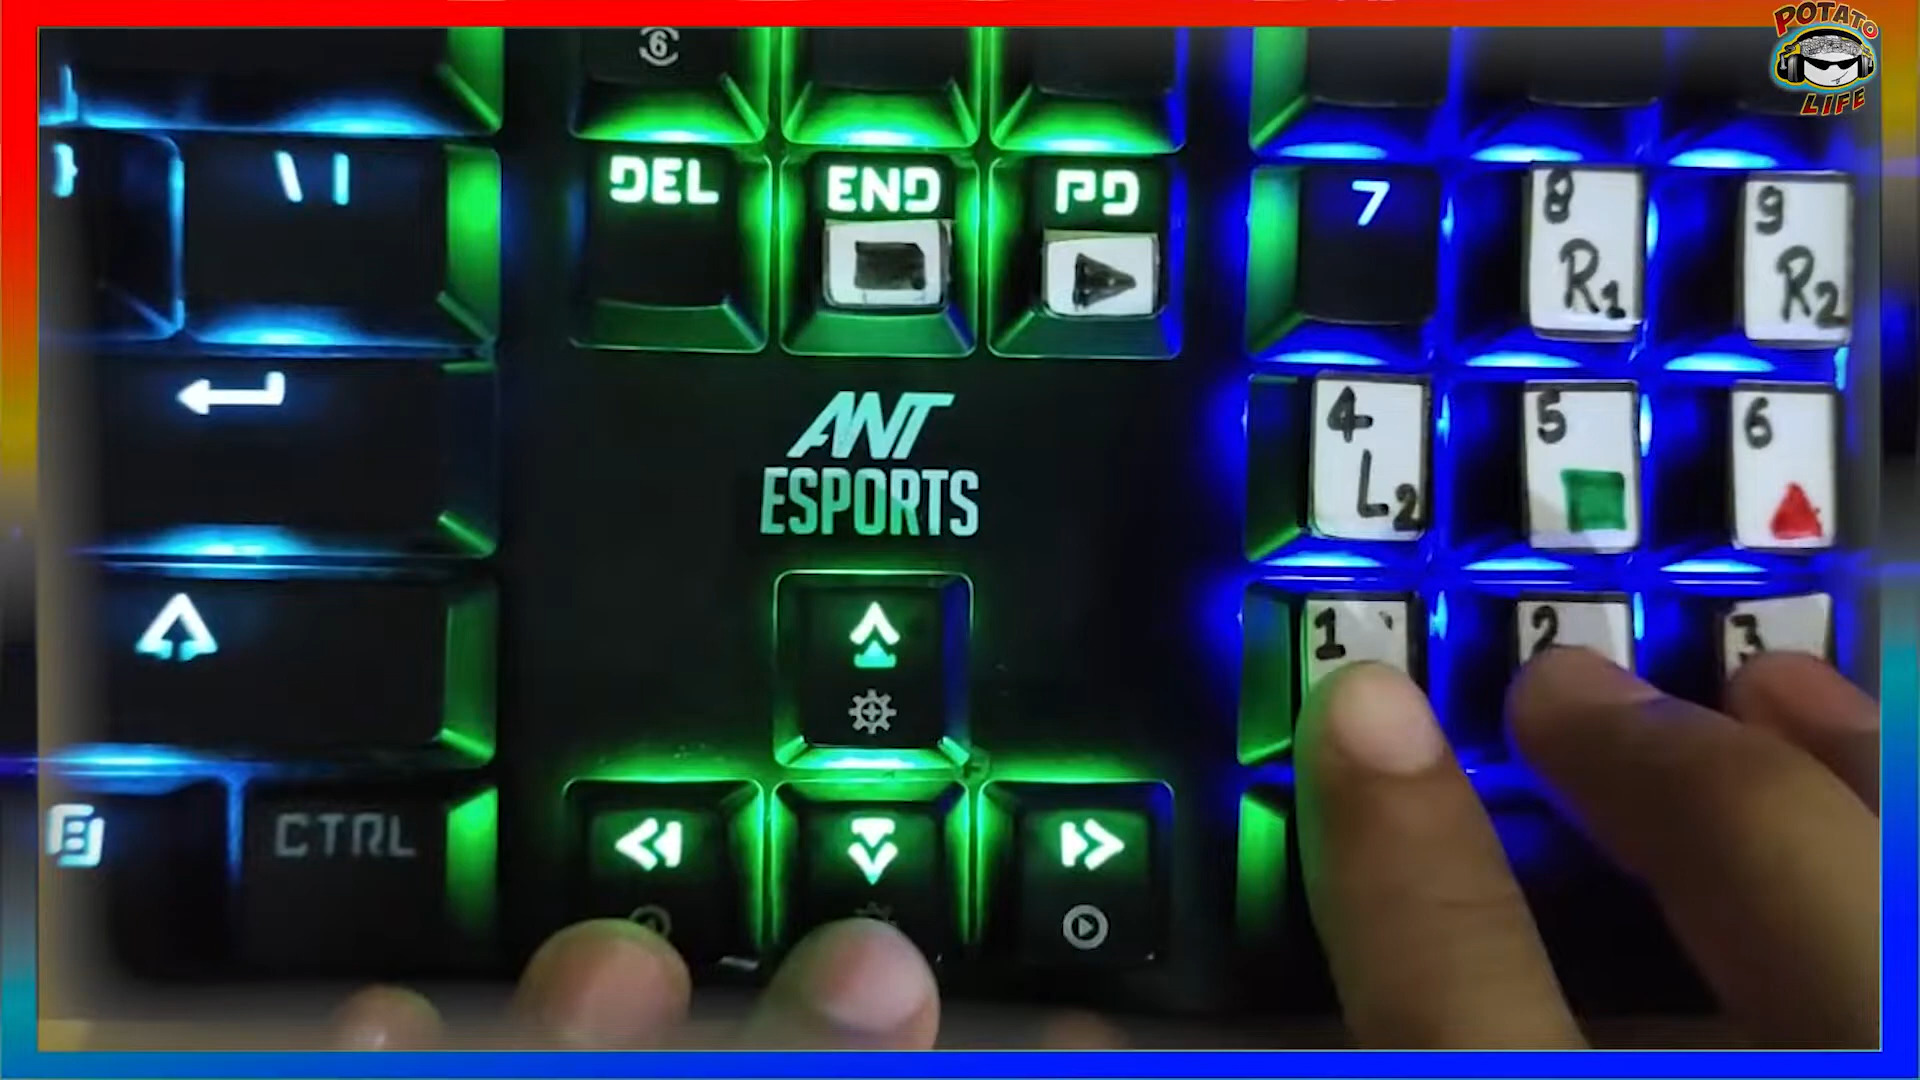 POTATO
LIFE
6
DEL
END
PD
7
8
R1
9
R2
\ |
}
4
L2
5
6
ANT
ESPORTS
1
2
3
CTRL